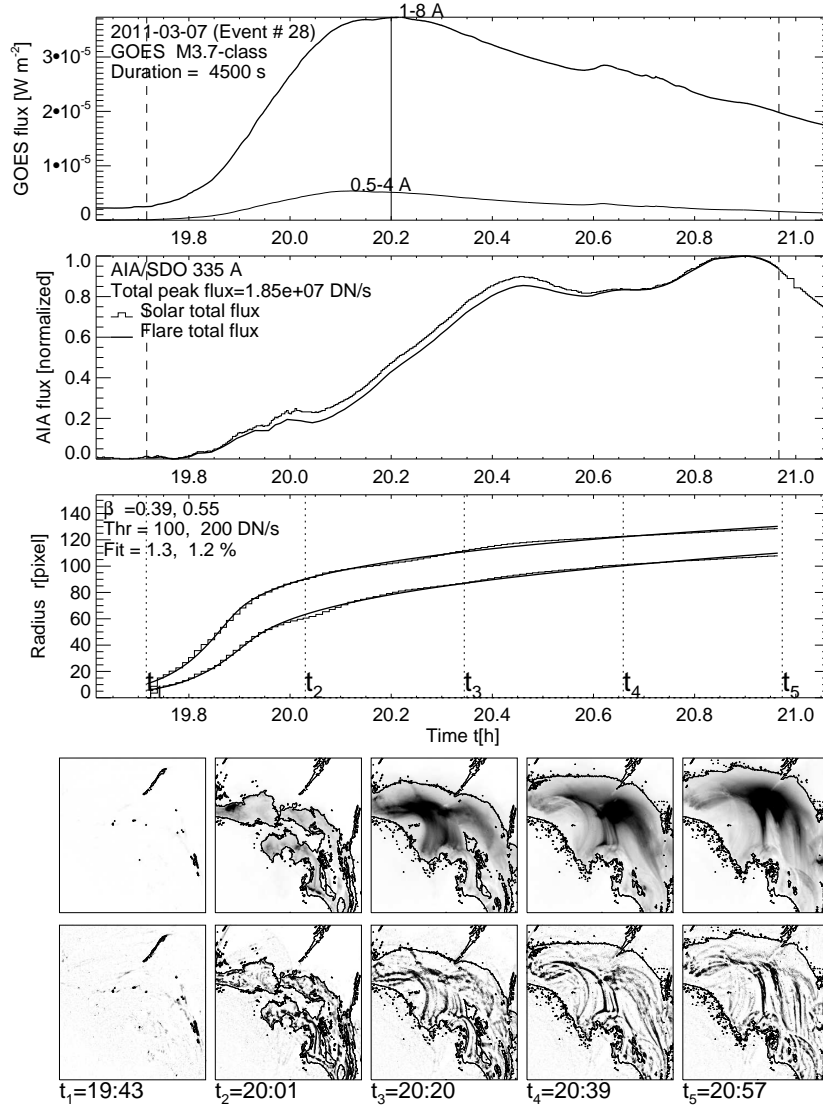 1-8 A
2011-03-07 (Event # 28)
GOES M3.7-class
Duration = 4500 s
0.5-4 A
GOES flux [W m⁻²]
3•10⁻⁵
2•10⁻⁵
1•10⁻⁵
0
19.8 20.0 20.2 20.4 20.6 20.8 21.0
AIA/SDO 335 A
Total peak flux=1.85e+07 DN/s
Solar total flux
Flare total flux
AIA flux [normalized]
1.0
0.8
0.6
0.4
0.2
0.0
19.8 20.0 20.2 20.4 20.6 20.8 21.0
β =0.39, 0.55
Thr = 100, 200 DN/s
Fit = 1.3, 1.2 %
Radius r[pixel]
140
120
100
80
60
40
20
0
t t₂ t₃ t₄ t₅
19.8 20.0 20.2 20.4 20.6 20.8 21.0
Time t[h]
t₁=19:43 t₂=20:01 t₃=20:20 t₄=20:39 t₅=20:57